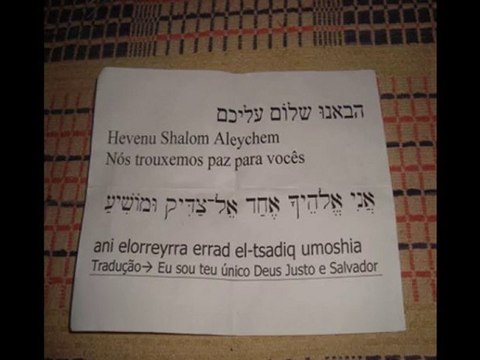 הבאנו שלום עליכם
Hevenu Shalom Aleychem
Nós trouxemos paz para vocês
אֲנִי אֱלֹהֵיךָ אֶחָד אֵל־צַדִּיק וּמוֹשִׁיעַ
ani elorreyrra errad el-tsadiq umoshia
Tradução→ Eu sou teu único Deus Justo e Salvador